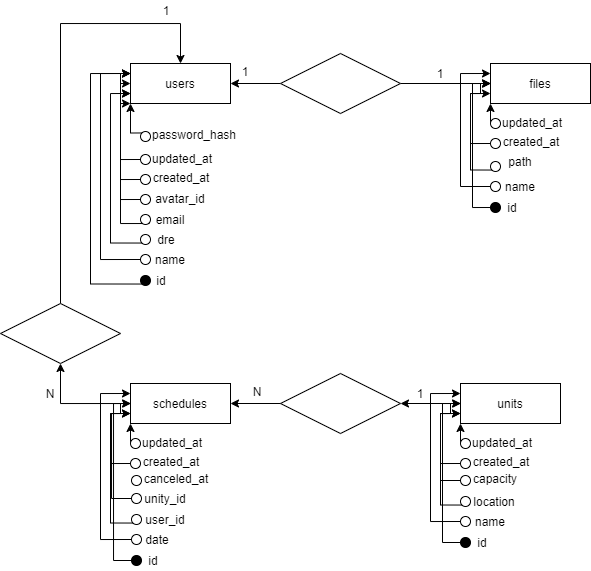 1
users
1
1
files
password_hash
updated_at
created_at
avatar_id
email
dre
name
id
updated_at
created_at
path
name
id
N
schedules
N
1
units
updated_at
created_at
canceled_at
unity_id
user_id
date
id
updated_at
created_at
capacity
location
name
id